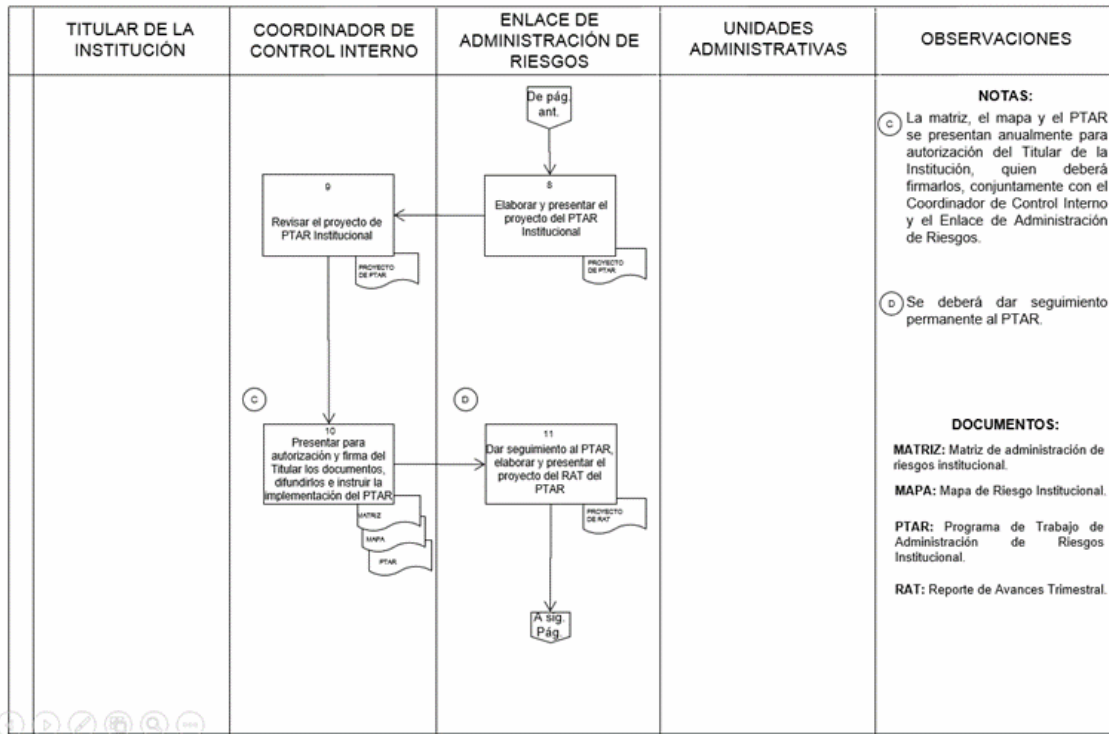 TITULAR DE LA
INSTITUCIÓN
COORDINADOR DE
CONTROL INTERNO
ENLACE DE
ADMINISTRACIÓN DE
RIESGOS
UNIDADES
ADMINISTRATIVAS
OBSERVACIONES
De pág.
ant.
8
Elaborar y presentar el
proyecto del PTAR
Institucional
PROYECTO
DE PTAR
9
Revisar el proyecto de
PTAR Institucional
PROYECTO
DE PTAR
C
10
Presentar para
autorización y firma del
Titular los documentos,
difundirlos e instruir la
implementación del PTAR
MATRIZ
MAPA
PTAR
D
11
Dar seguimiento al PTAR,
elaborar y presentar el
proyecto del RAT del
PTAR
PROYECTO
DE RAT
A sig.
Pág.
NOTAS:
C La matriz, el mapa y el PTAR
se presentan anualmente para
autorización del Titular de la
Institución, quien deberá
firmarlos, conjuntamente con el
Coordinador de Control Interno
y el Enlace de Administración
de Riesgos.
D Se deberá dar seguimiento
permanente al PTAR.
DOCUMENTOS:
MATRIZ: Matriz de administración de
riesgos institucional.
MAPA: Mapa de Riesgo Institucional.
PTAR: Programa de Trabajo de
Administración de Riesgos
Institucional.
RAT: Reporte de Avances Trimestral.